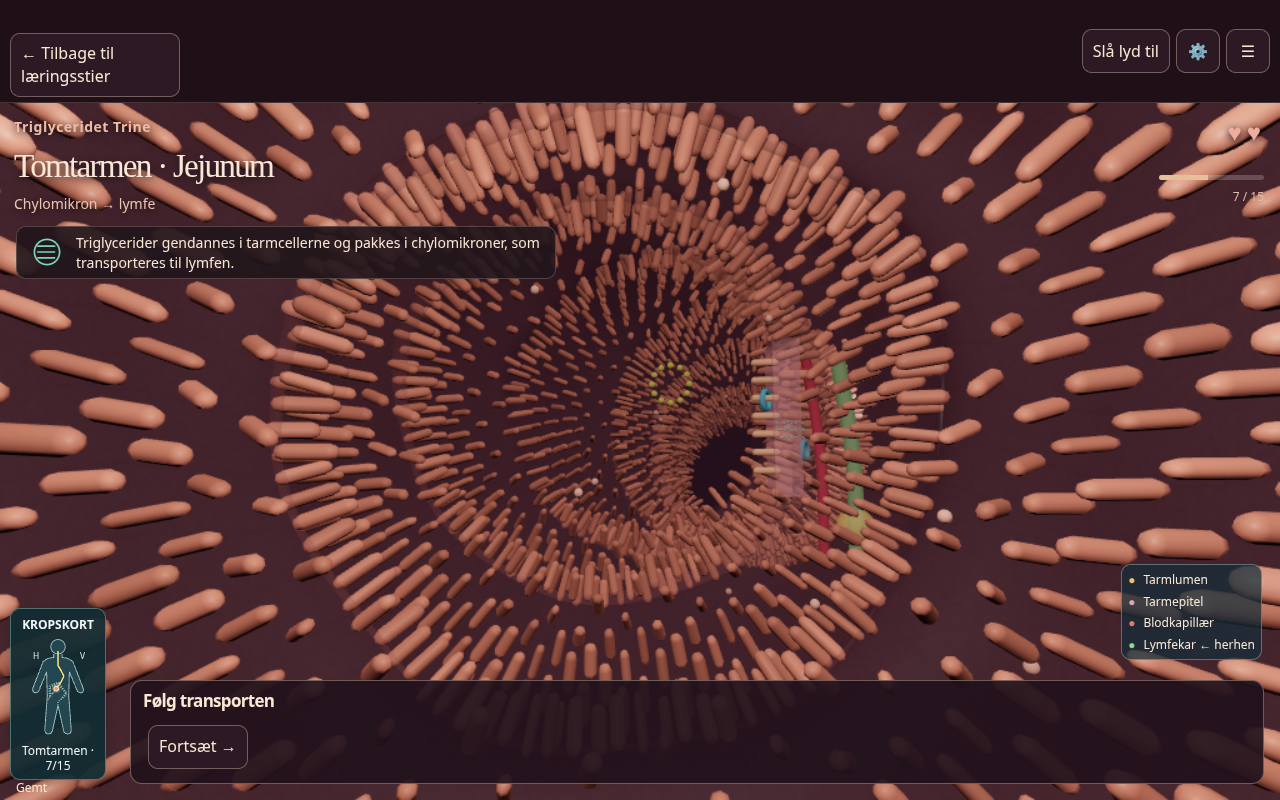 ← Tilbage til
læringsstier
Slå lyd til
Triglyceridet Trine
Tomtarmen · Jejunum
Chylomikron → lymfe
7 / 15
Triglycerider gendannes i tarmcellerne og pakkes i chylomikroner, som
transporteres til lymfen.
Tarmlumen
Tarmepitel
Blodkapillær
Lymfekar ← herhen
KROPSKORT
H V
Tomtarmen ·
7/15
Gemt
Følg transporten
Fortsæt →